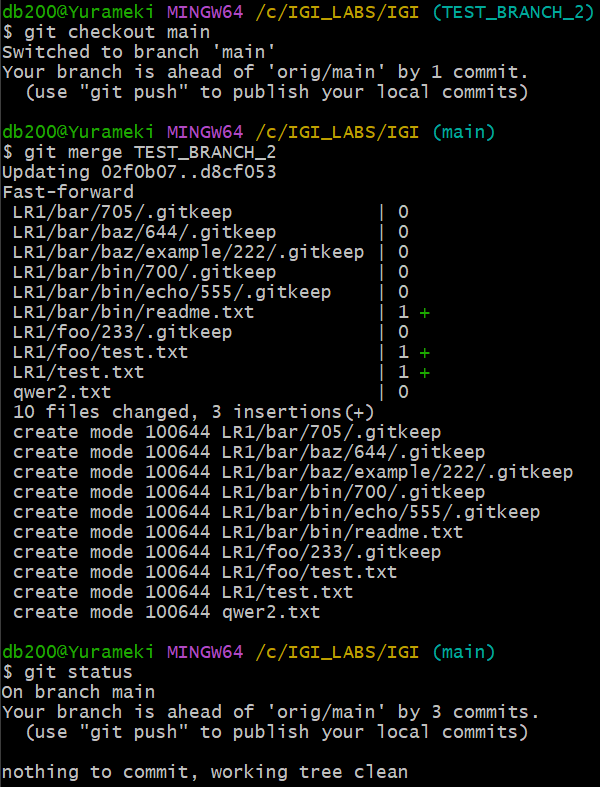 db200@Yurameki MINGW64 /c/IGI_LABS/IGI (TEST_BRANCH_2)
$ git checkout main
Switched to branch 'main'
Your branch is ahead of 'orig/main' by 1 commit.
  (use "git push" to publish your local commits)

db200@Yurameki MINGW64 /c/IGI_LABS/IGI (main)
$ git merge TEST_BRANCH_2
Updating 02f0b07..d8cf053
Fast-forward
 LR1/bar/705/.gitkeep             | 0
 LR1/bar/baz/644/.gitkeep         | 0
 LR1/bar/baz/example/222/.gitkeep | 0
 LR1/bar/bin/700/.gitkeep         | 0
 LR1/bar/bin/echo/555/.gitkeep    | 0
 LR1/bar/bin/readme.txt           | 1 +
 LR1/foo/233/.gitkeep             | 0
 LR1/foo/test.txt                 | 1 +
 LR1/test.txt                     | 1 +
 qwer2.txt                        | 0
 10 files changed, 3 insertions(+)
 create mode 100644 LR1/bar/705/.gitkeep
 create mode 100644 LR1/bar/baz/644/.gitkeep
 create mode 100644 LR1/bar/baz/example/222/.gitkeep
 create mode 100644 LR1/bar/bin/700/.gitkeep
 create mode 100644 LR1/bar/bin/echo/555/.gitkeep
 create mode 100644 LR1/bar/bin/readme.txt
 create mode 100644 LR1/foo/233/.gitkeep
 create mode 100644 LR1/foo/test.txt
 create mode 100644 LR1/test.txt
 create mode 100644 qwer2.txt

db200@Yurameki MINGW64 /c/IGI_LABS/IGI (main)
$ git status
On branch main
Your branch is ahead of 'orig/main' by 3 commits.
  (use "git push" to publish your local commits)

nothing to commit, working tree clean